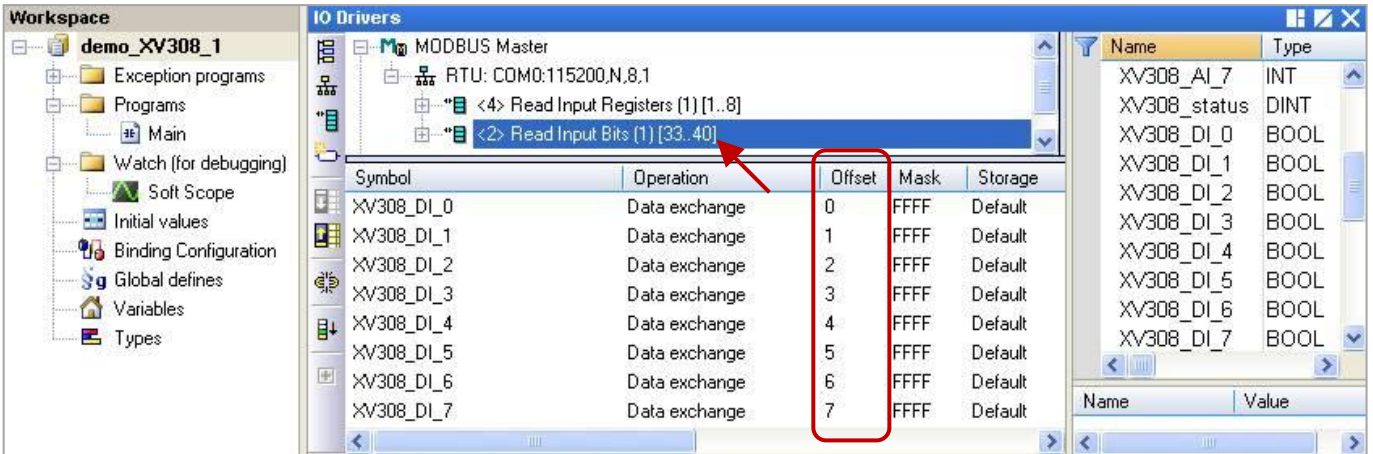 Workspace
demo_XV308_1
Exception programs
Programs
Main
Watch (for debugging)
Soft Scope
Initial values
Binding Configuration
Global defines
Variables
Types
IO Drivers
MODBUS Master
RTU: COM0:115200,N,8,1
<4> Read Input Registers (1) [1..8]
<2> Read Input Bits (1) [33..40]
Symbol Operation Offset Mask Storage
XV308_DI_0 Data exchange 0 FFFF Default
XV308_DI_1 Data exchange 1 FFFF Default
XV308_DI_2 Data exchange 2 FFFF Default
XV308_DI_3 Data exchange 3 FFFF Default
XV308_DI_4 Data exchange 4 FFFF Default
XV308_DI_5 Data exchange 5 FFFF Default
XV308_DI_6 Data exchange 6 FFFF Default
XV308_DI_7 Data exchange 7 FFFF Default
Name Type
XV308_AI_7 INT
XV308_status DINT
XV308_DI_0 BOOL
XV308_DI_1 BOOL
XV308_DI_2 BOOL
XV308_DI_3 BOOL
XV308_DI_4 BOOL
XV308_DI_5 BOOL
XV308_DI_6 BOOL
XV308_DI_7 BOOL
Name Value